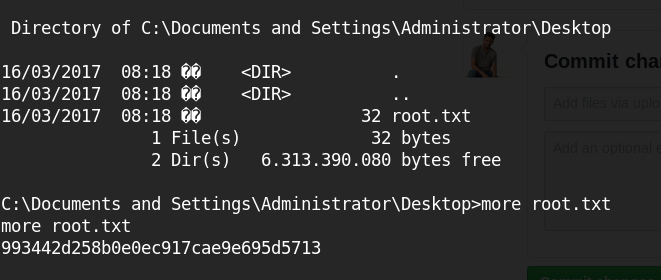 Directory of C:\Documents and Settings\Administrator\Desktop
16/03/2017  08:18 ��    <DIR>          .
16/03/2017  08:18 ��    <DIR>          ..
16/03/2017  08:18 ��                32 root.txt
1 File(s)             32 bytes
2 Dir(s)   6.313.390.080 bytes free
C:\Documents and Settings\Administrator\Desktop>more root.txt
more root.txt
993442d258b0e0ec917cae9e695d5713
Commit cha
Add files via uplo
Add an optional e
Commit changes